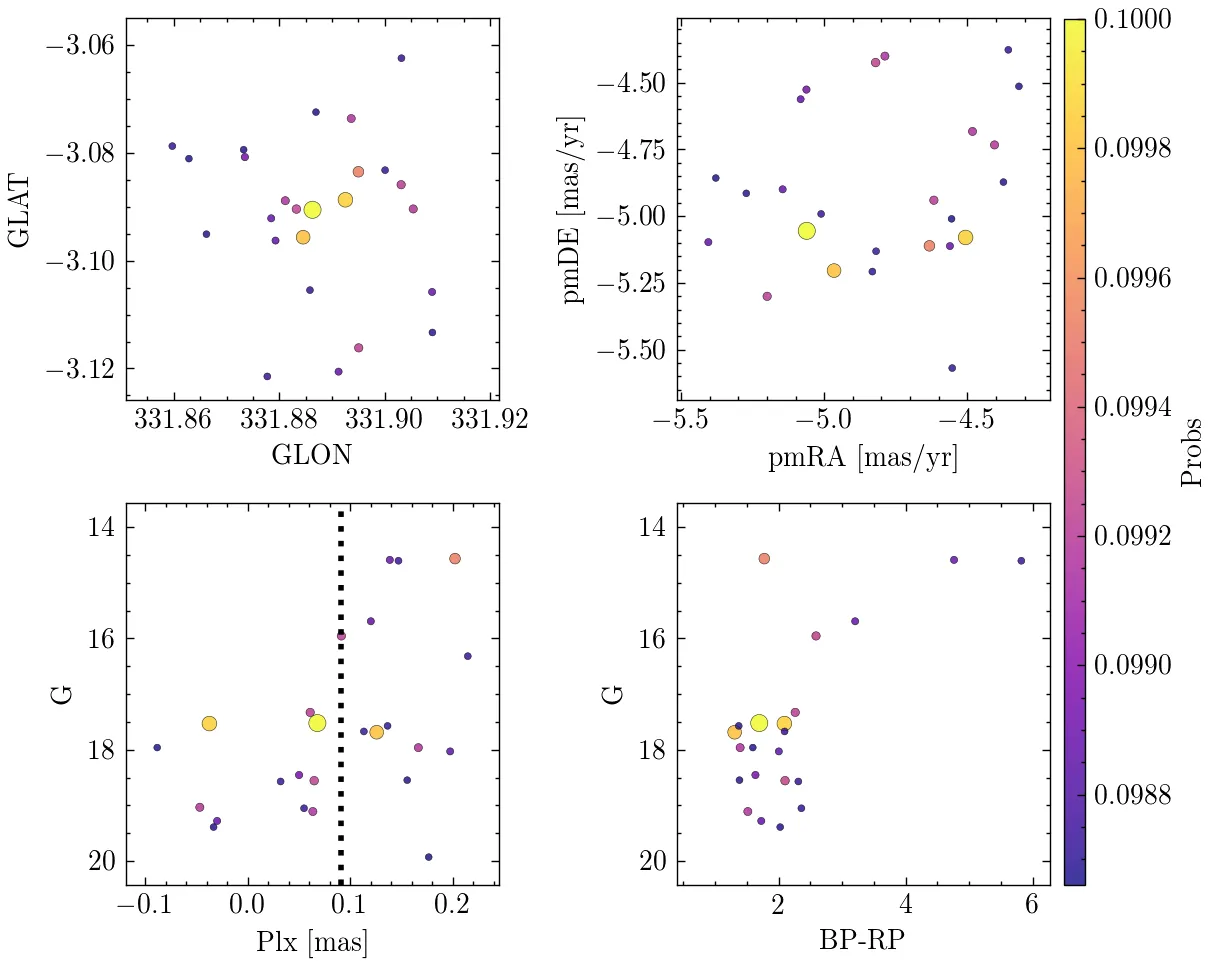 −3.06
−3.08
−3.10
−3.12
GLAT
331.86 331.88 331.90 331.92
GLON
−4.50
−4.75
−5.00
−5.25
−5.50
pmDE [mas/yr]
−5.5 −5.0 −4.5
pmRA [mas/yr]
14
16
18
20
G
−0.1 0.0 0.1 0.2
Plx [mas]
14
16
18
20
G
2 4 6
BP-RP
0.1000
0.0998
0.0996
0.0994
0.0992
0.0990
0.0988
Probs